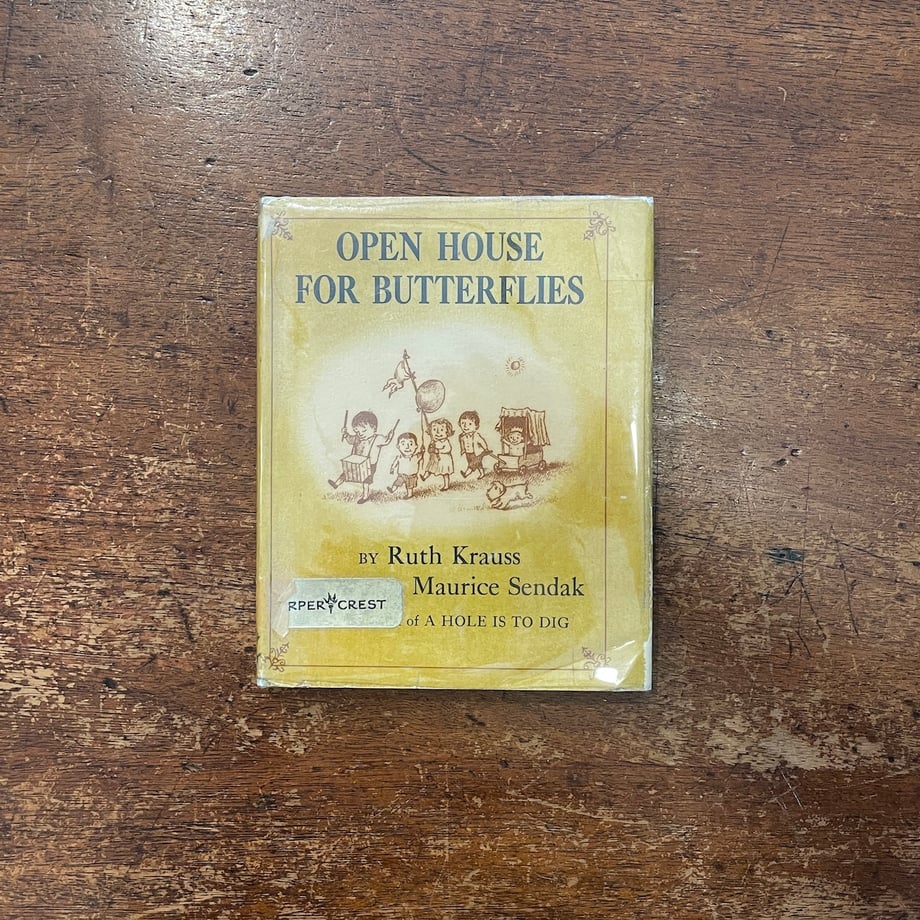 OPEN HOUSE
FOR BUTTERFLIES
BY Ruth Krauss
Maurice Sendak
RPER CREST
of A HOLE IS TO DIG